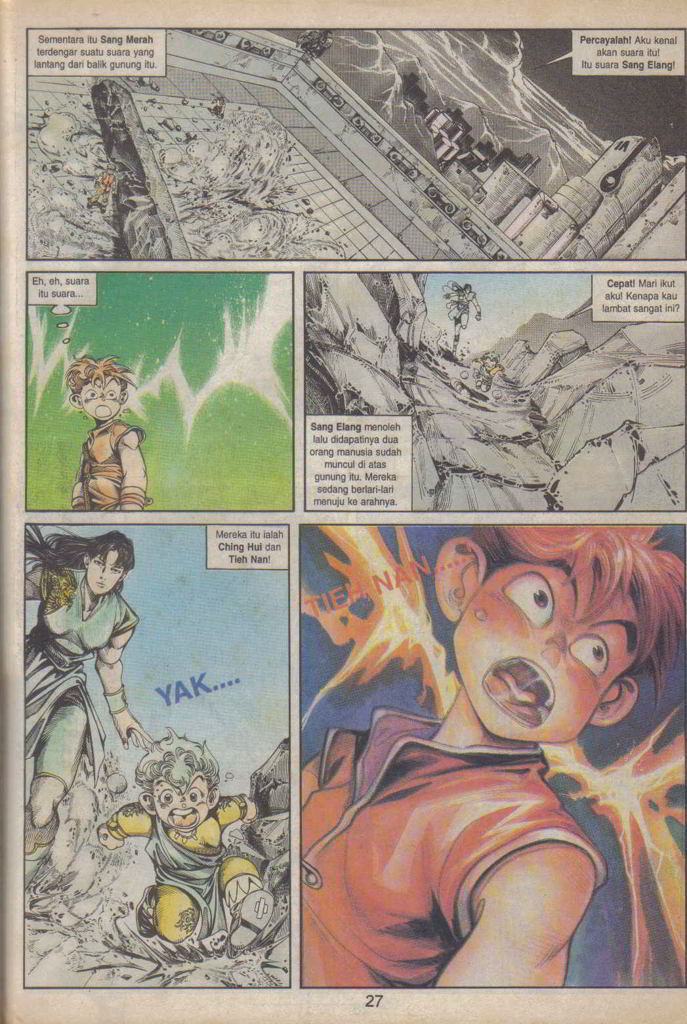 Sementara itu Sang Merah
terdengar suatu suara yang
lantang dari balik gunung itu.
Percayalah! Aku kenal
akan suara itu!
Itu suara Sang Elang!
Eh, eh, suara
itu suara...
Cepat! Mari ikut
aku! Kenapa kau
lambat sangat ini?
Sang Elang menoleh
lalu didapatinya dua
orang manusia sudah
muncul di atas
gunung itu. Mereka
sedang berlari-lari
menuju ke arahnya.
Mereka itu ialah
Ching Hui dan
Tieh Nan!
YAK....
TIEH NAN.....
27